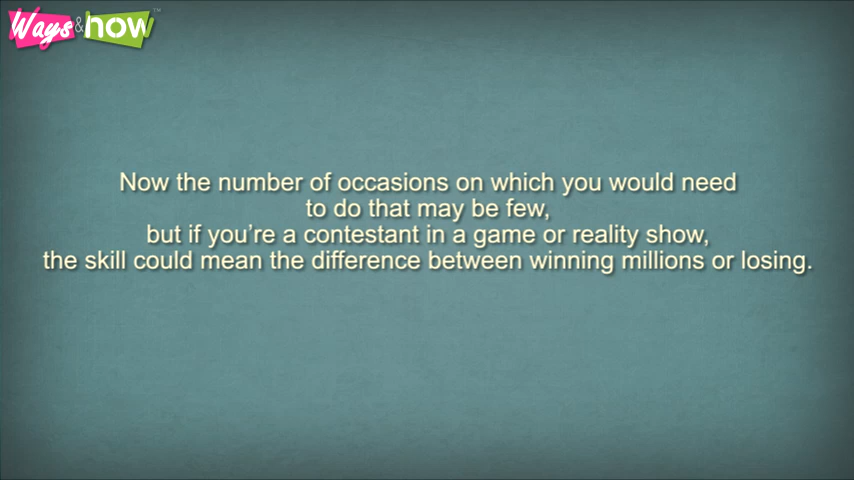 Ways & how ™
Now the number of occasions on which you would need
to do that may be few,
but if you’re a contestant in a game or reality show,
the skill could mean the difference between winning millions or losing.